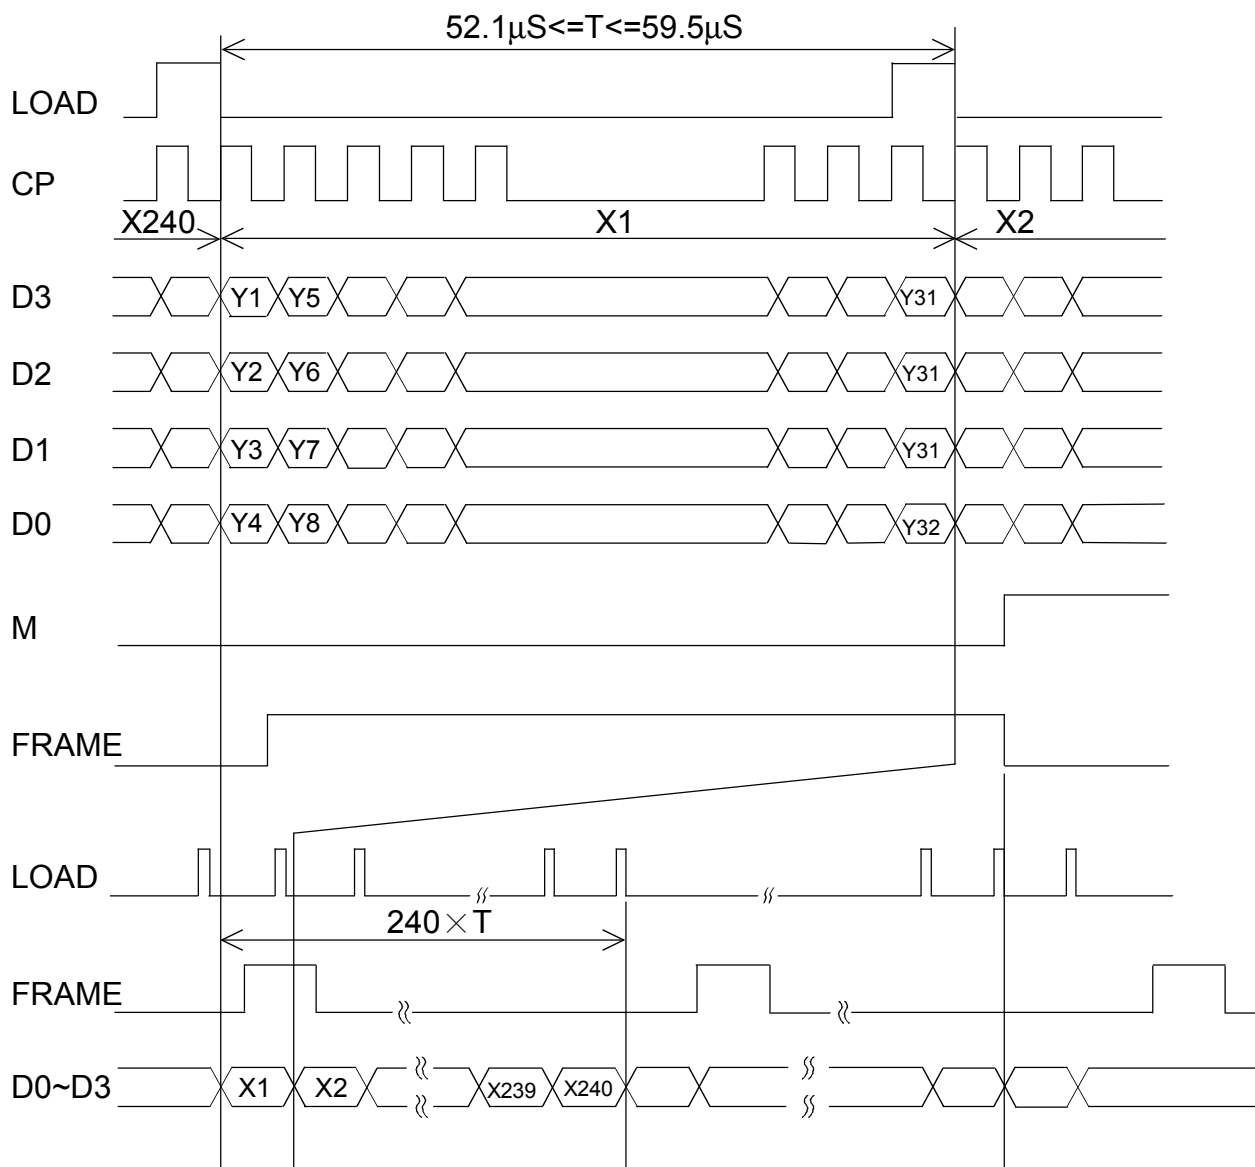 52.1μS<=T<=59.5μS
LOAD
CP
X240 X1 X2
D3 Y1 Y5 Y31
D2 Y2 Y6 Y31
D1 Y3 Y7 Y31
D0 Y4 Y8 Y32
M
FRAME
LOAD
240×T
FRAME
D0~D3 X1 X2 X239 X240